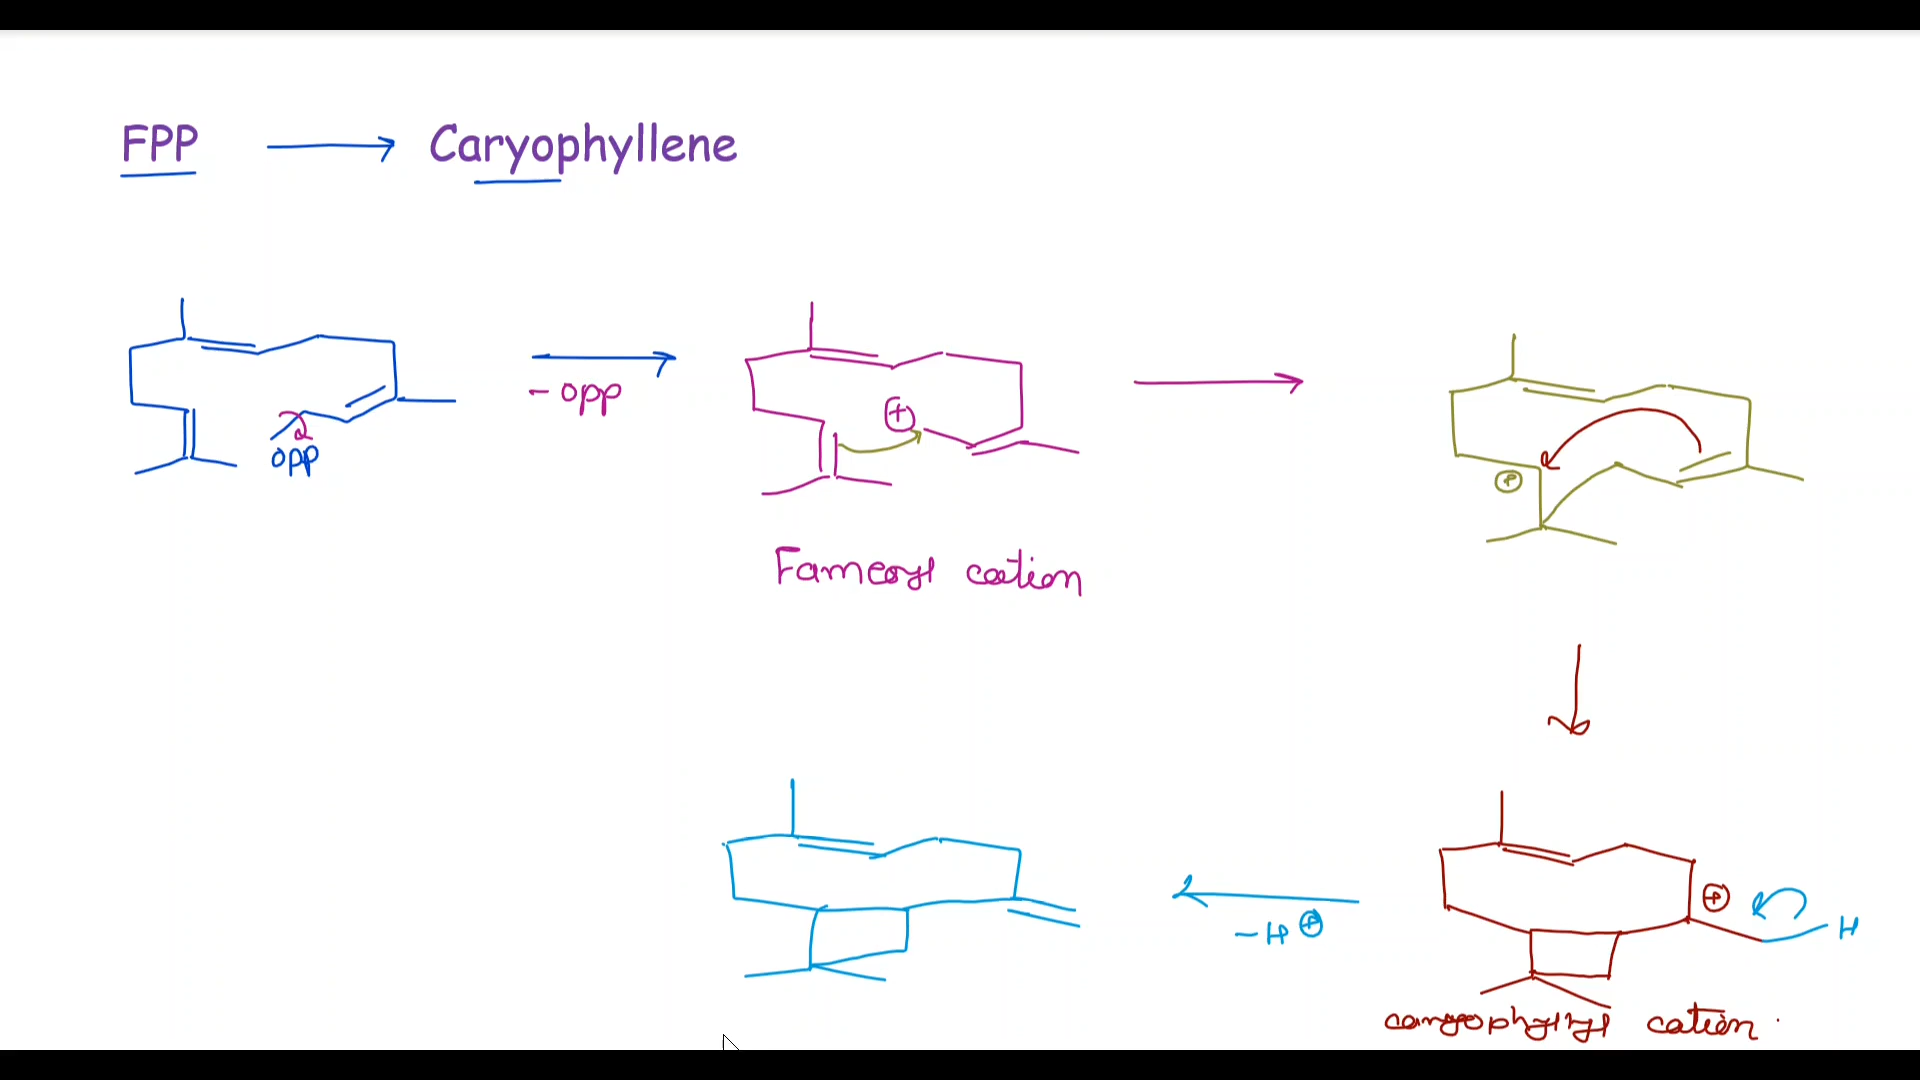 FPP → Caryophyllene
OPP
- OPP
+
Farnesyl cation
+
+
H
- H +
caryophyllyl cation